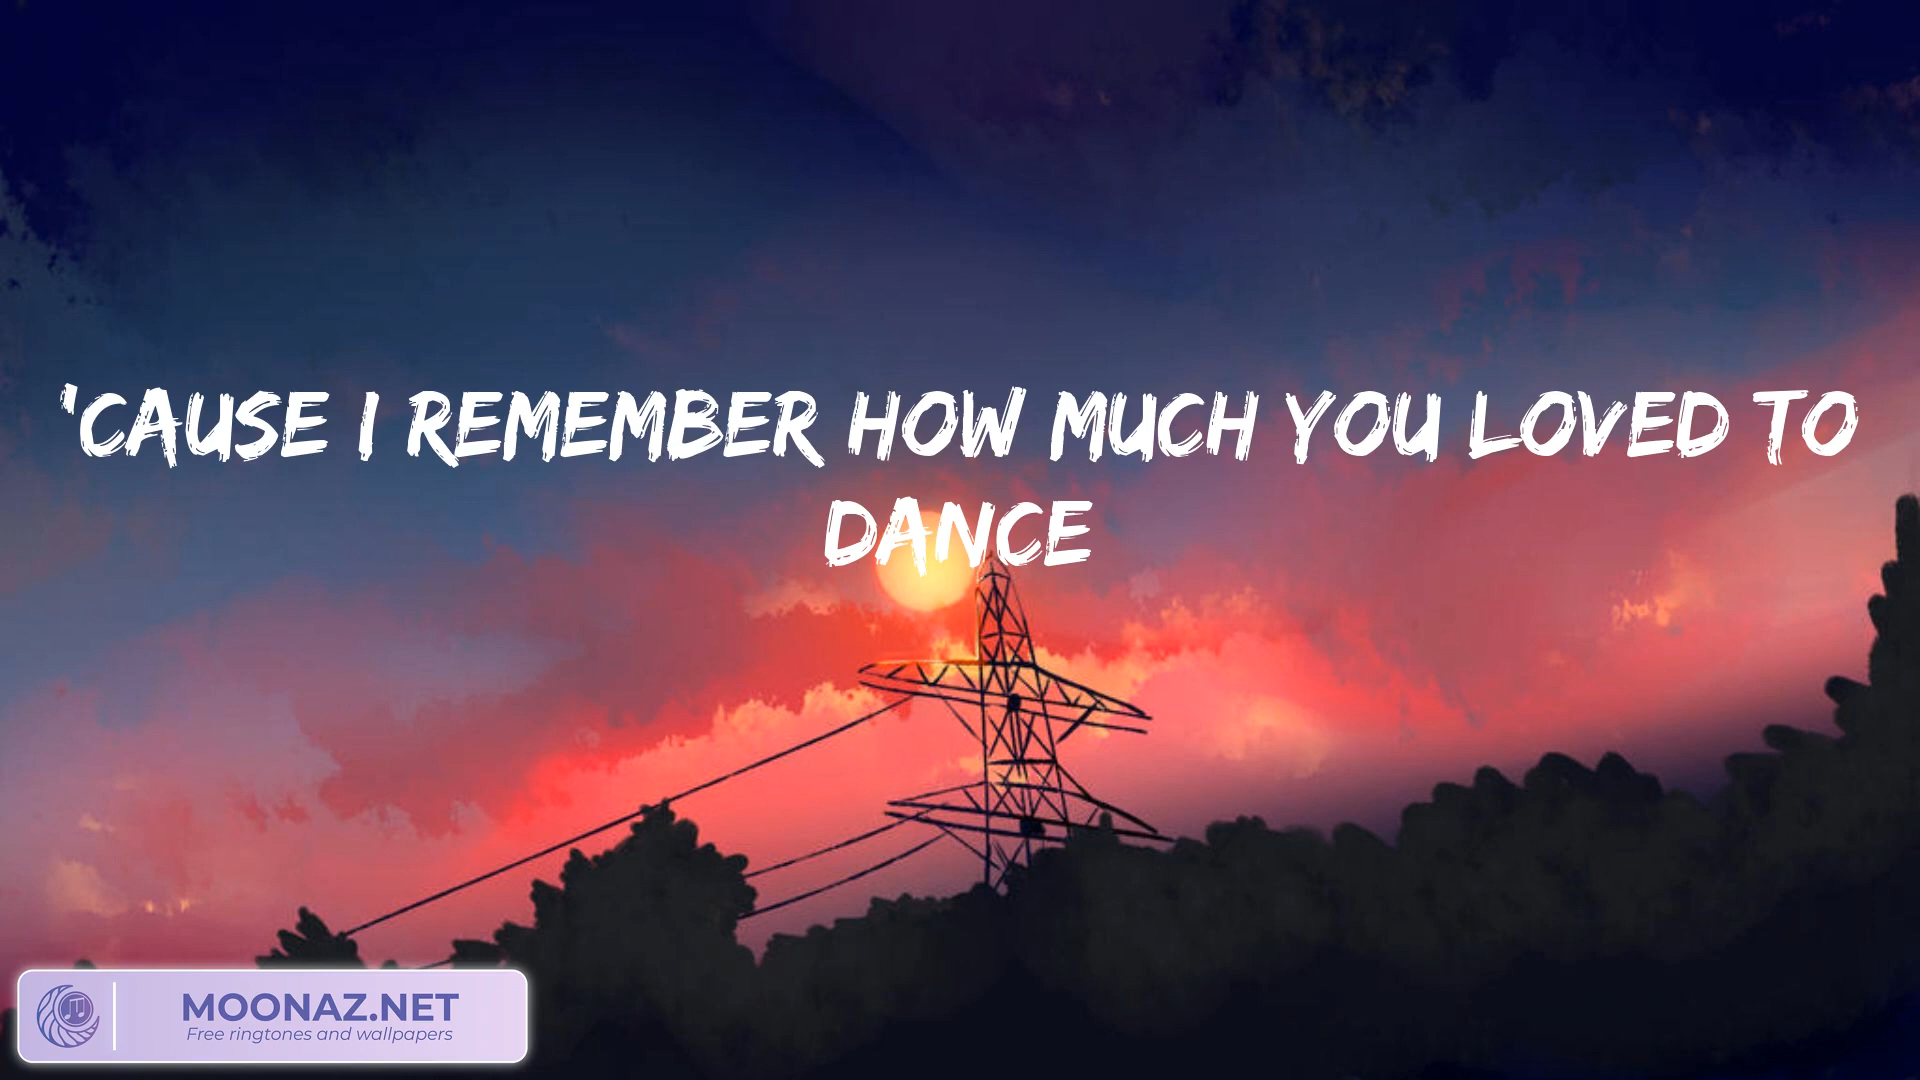 'CAUSE I REMEMBER HOW MUCH YOU LOVED TO
DANCE
MOONAZ.NET
Free ringtones and wallpapers